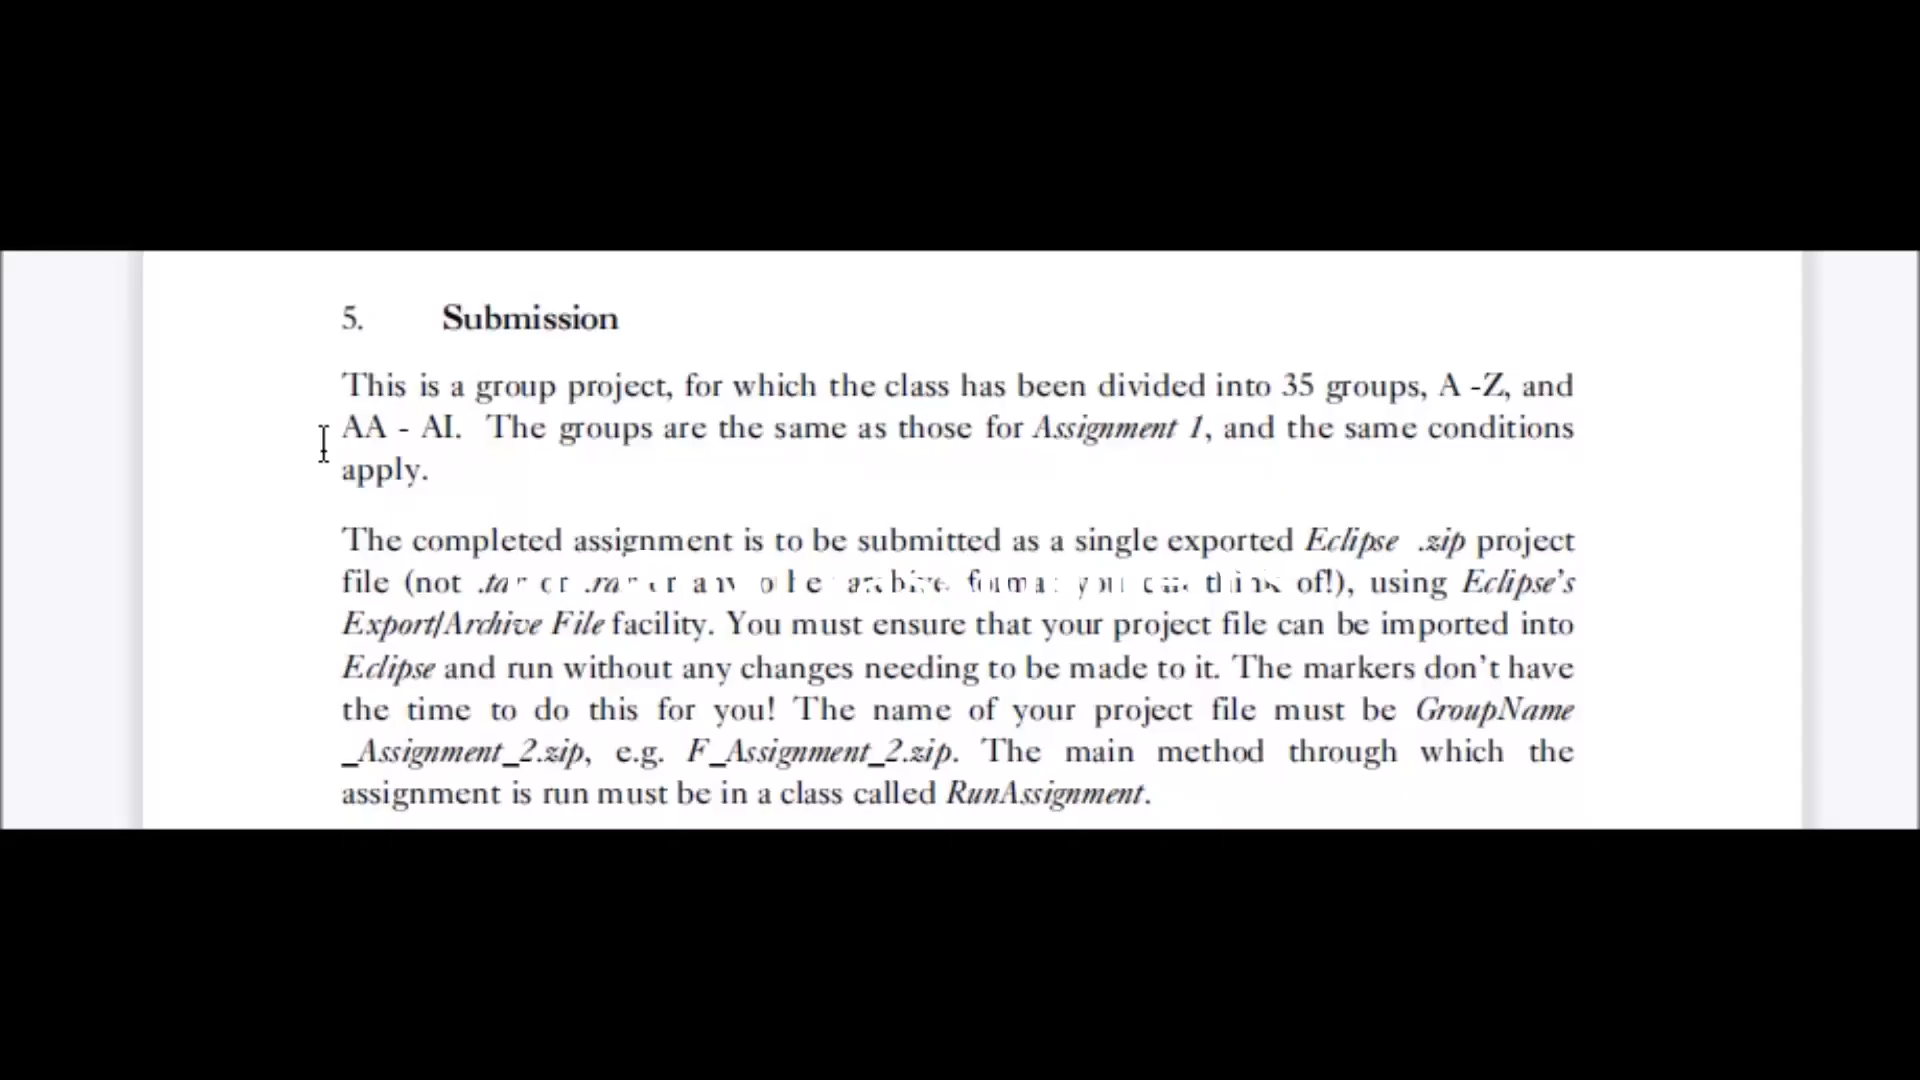 5. Submission
This is a group project, for which the class has been divided into 35 groups, A -Z, and
AA - AI. The groups are the same as those for Assignment 1, and the same conditions
apply.
The completed assignment is to be submitted as a single exported Eclipse .zip project
file (not think of!), using Eclipse's
Export/Archive File facility. You must ensure that your project file can be imported into
Eclipse and run without any changes needing to be made to it. The markers don't have
the time to do this for you! The name of your project file must be GroupName
_Assignment_2.zip, e.g. F_Assignment_2.zip. The main method through which the
assignment is run must be in a class called RunAssignment.